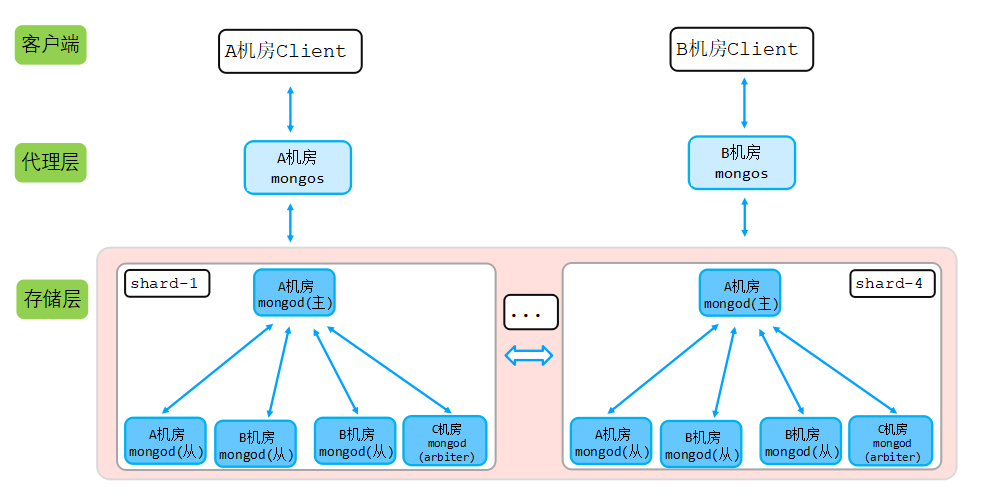 客户端
A机房Client
B机房Client
代理层
A机房
mongos
B机房
mongos
存储层
shard-1
A机房
mongod(主)
...
A机房
mongod(主)
shard-4
A机房
mongod(从)
B机房
mongod(从)
B机房
mongod(从)
C机房
mongod
(arbiter)
A机房
mongod(从)
B机房
mongod(从)
B机房
mongod(从)
C机房
mongod
(arbiter)